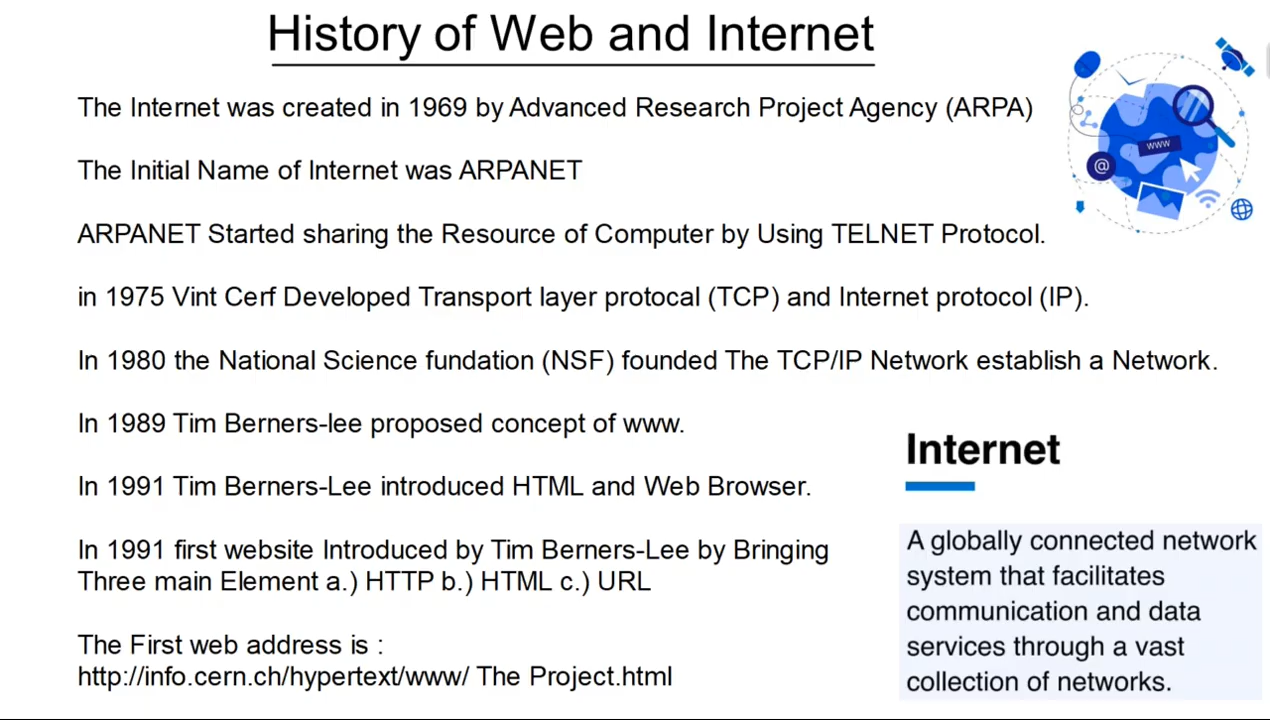 History of Web and Internet
The Internet was created in 1969 by Advanced Research Project Agency (ARPA)
The Initial Name of Internet was ARPANET
ARPANET Started sharing the Resource of Computer by Using TELNET Protocol.
in 1975 Vint Cerf Developed Transport layer protocal (TCP) and Internet protocol (IP).
In 1980 the National Science fundation (NSF) founded The TCP/IP Network establish a Network.
In 1989 Tim Berners-lee proposed concept of www.
In 1991 Tim Berners-Lee introduced HTML and Web Browser.
In 1991 first website Introduced by Tim Berners-Lee by Bringing
Three main Element a.) HTTP b.) HTML c.) URL
The First web address is :
http://info.cern.ch/hypertext/www/ The Project.html
WWW
@
Internet
A globally connected network
system that facilitates
communication and data
services through a vast
collection of networks.